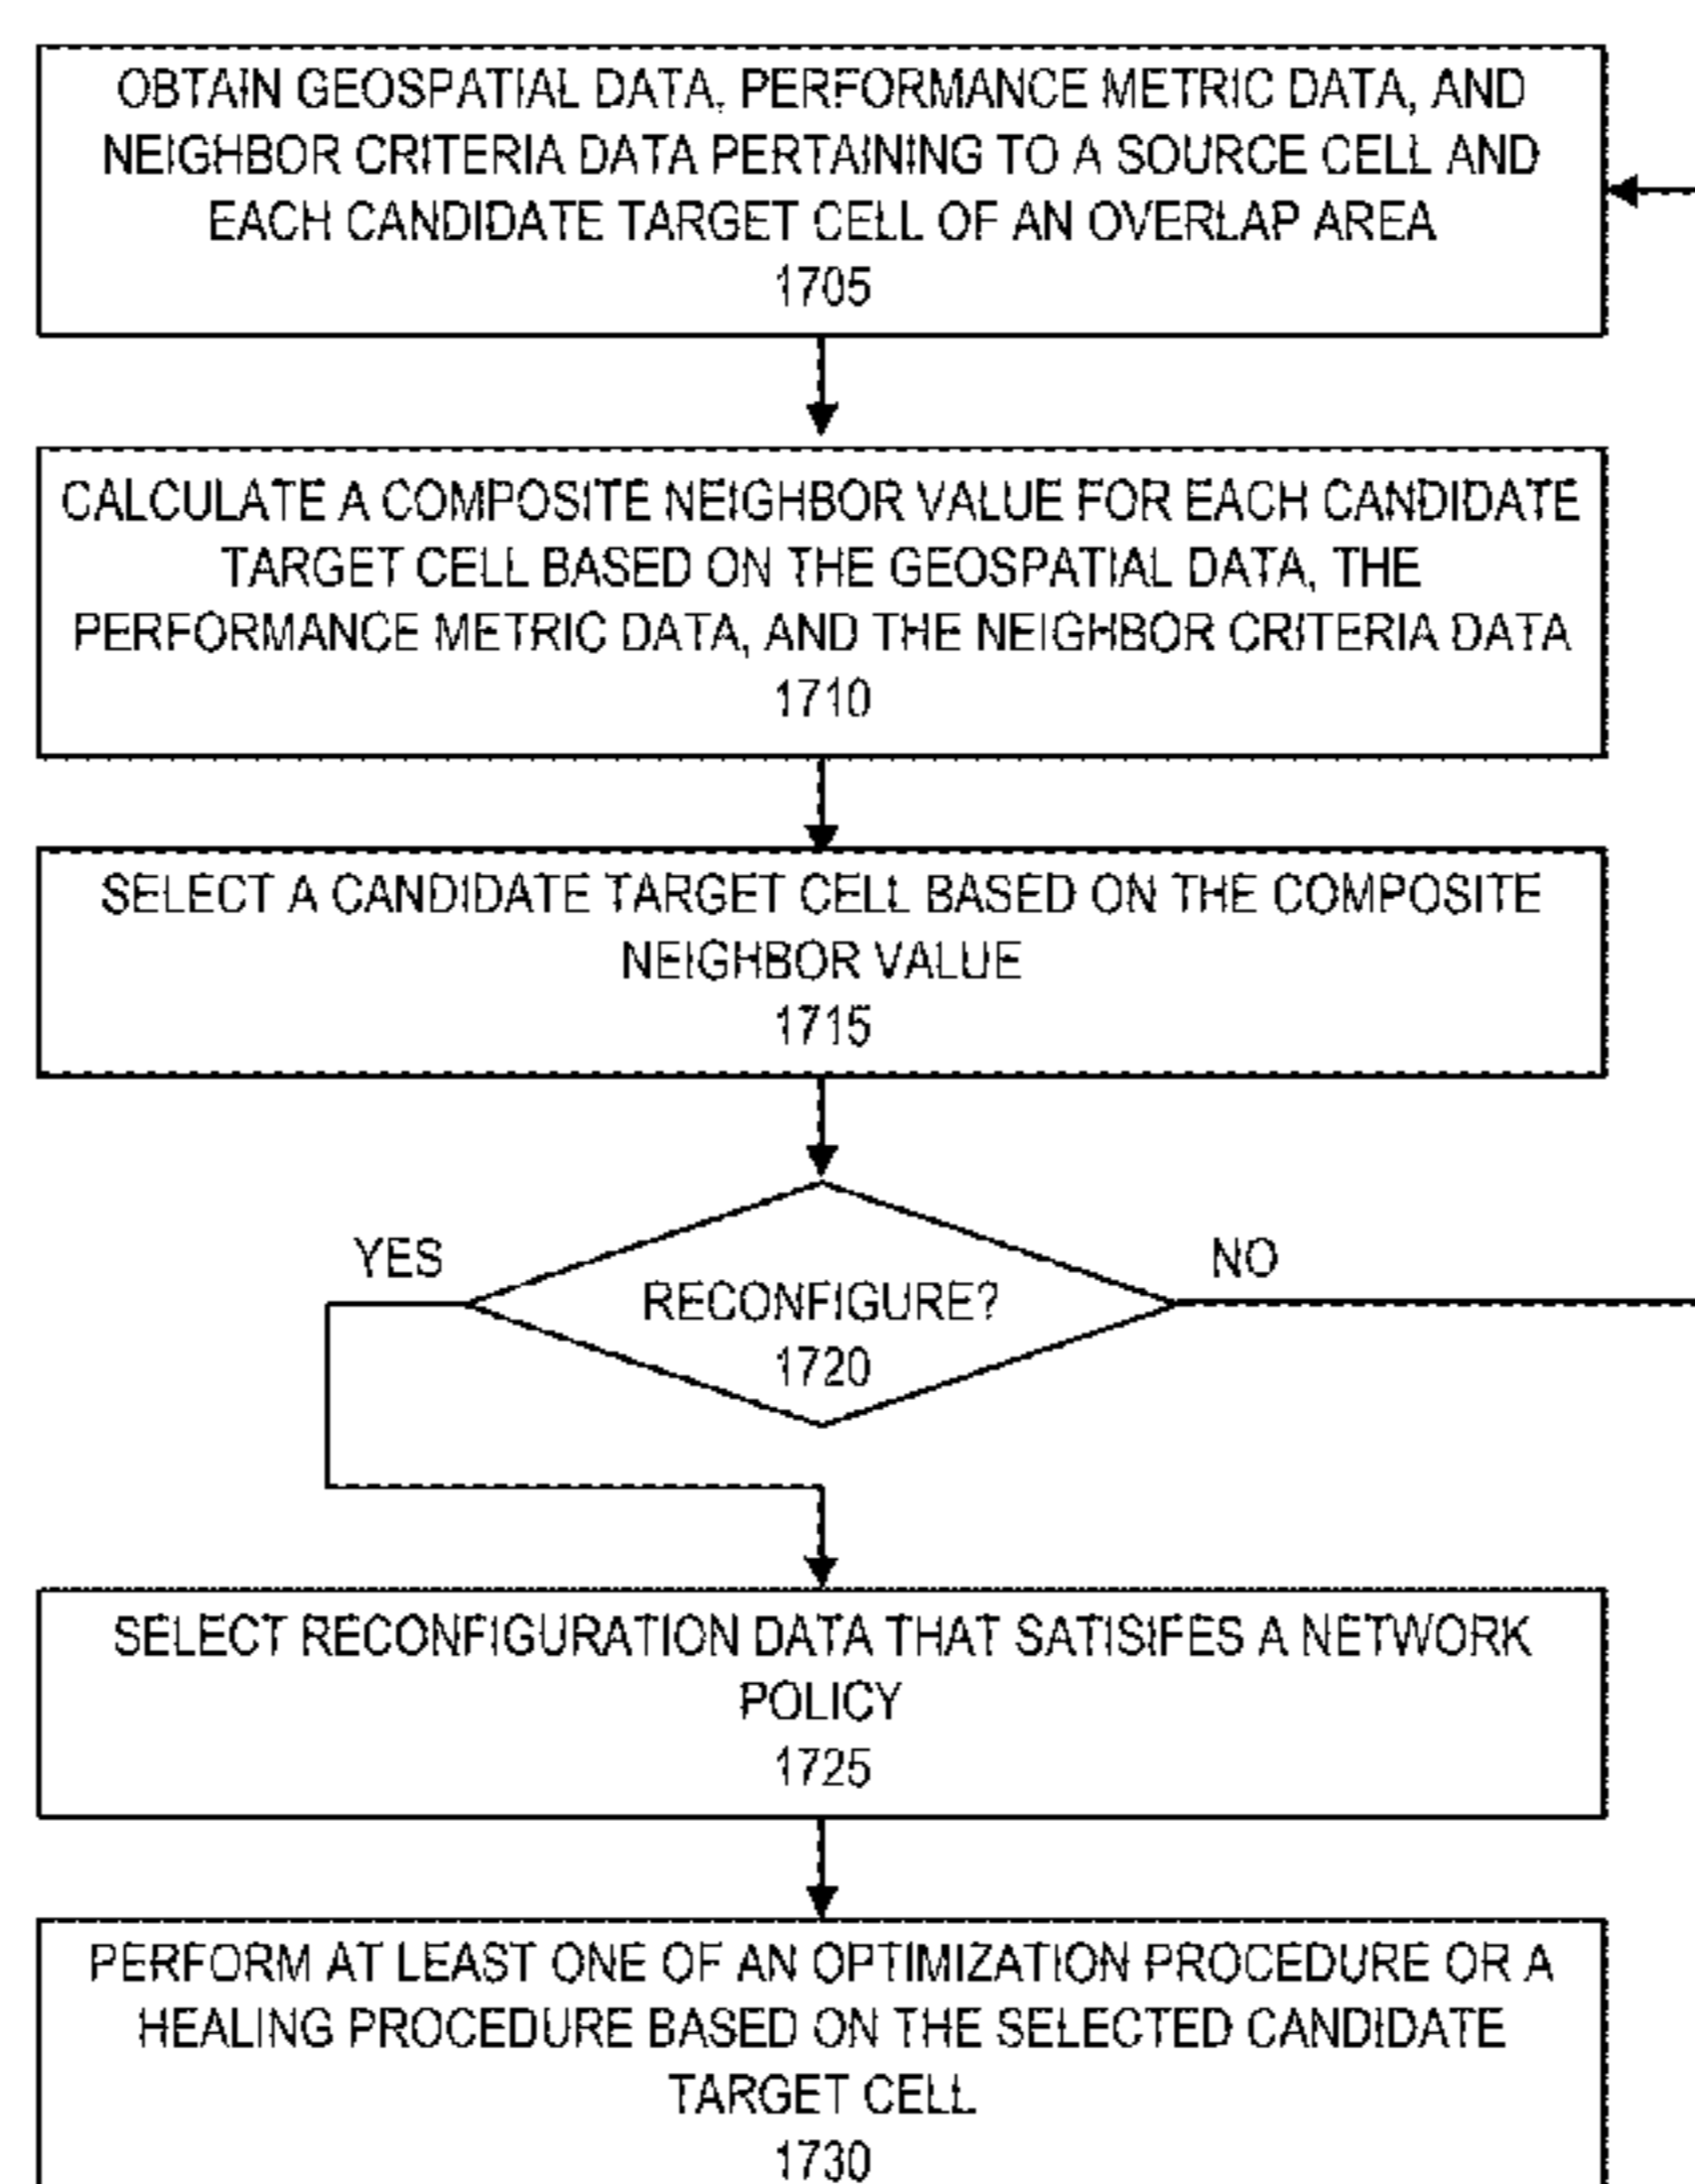 OBTAIN GEOSPATIAL DATA, PERFORMANCE METRIC DATA, AND
NEIGHBOR CRITERIA DATA PERTAINING TO A SOURCE CELL AND
EACH CANDIDATE TARGET CELL OF AN OVERLAP AREA
1705
CALCULATE A COMPOSITE NEIGHBOR VALUE FOR EACH CANDIDATE
TARGET CELL BASED ON THE GEOSPATIAL DATA, THE
PERFORMANCE METRIC DATA, AND THE NEIGHBOR CRITERIA DATA
1710
SELECT A CANDIDATE TARGET CELL BASED ON THE COMPOSITE
NEIGHBOR VALUE
1715
YES
NO
RECONFIGURE?
1720
SELECT RECONFIGURATION DATA THAT SATISIFES A NETWORK
POLICY
1725
PERFORM AT LEAST ONE OF AN OPTIMIZATION PROCEDURE OR A
HEALING PROCEDURE BASED ON THE SELECTED CANDIDATE
TARGET CELL
1730